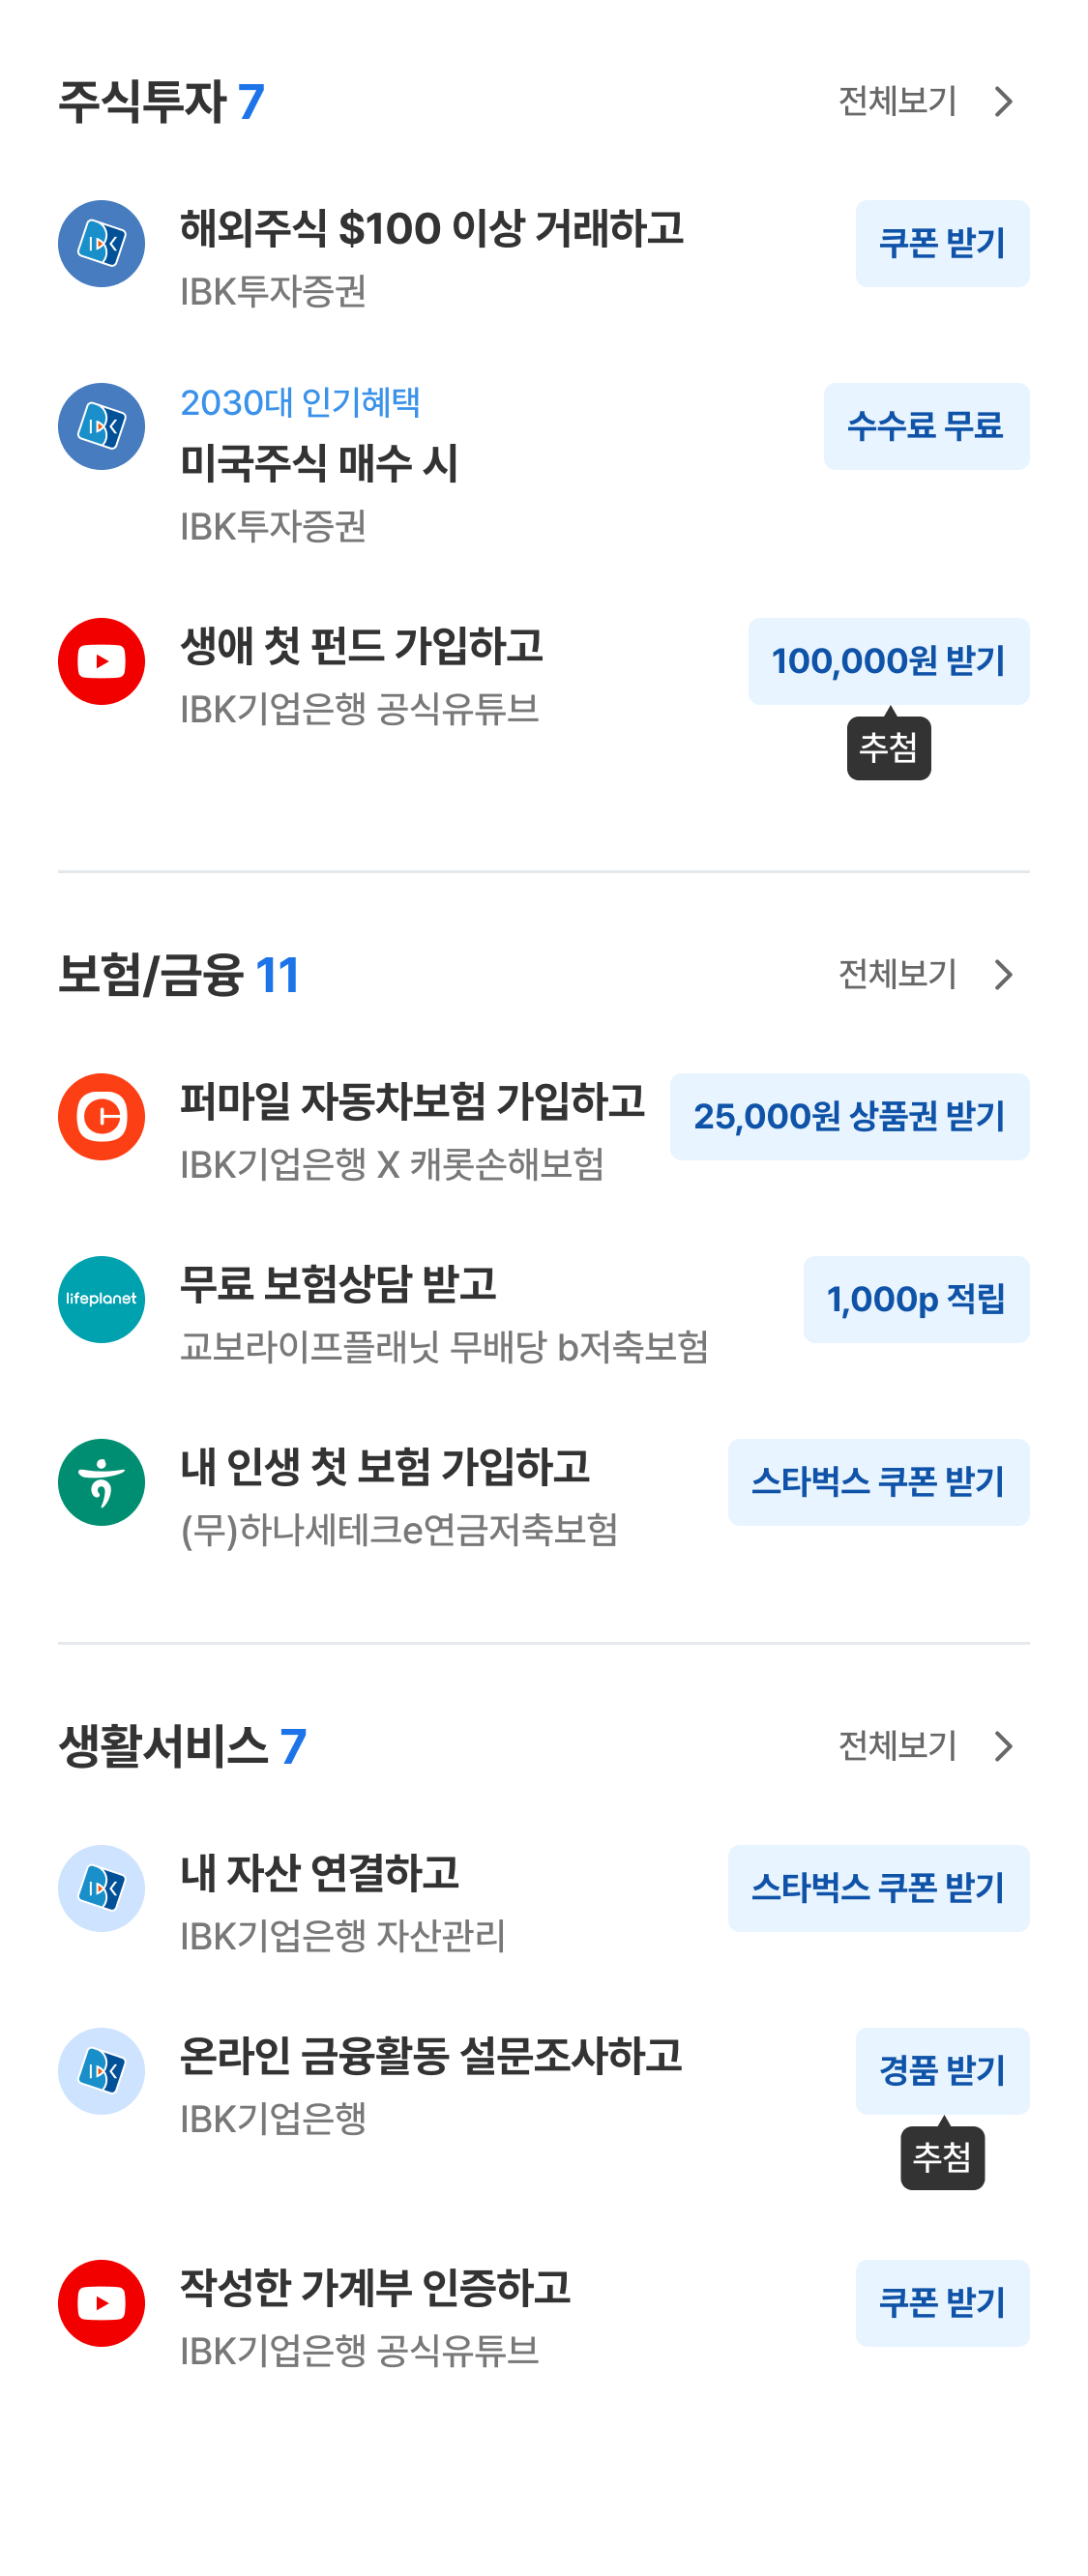 주식투자 7 전체보기
해외주식 $100 이상 거래하고 쿠폰 받기
IBK투자증권
2030대 인기혜택
미국주식 매수 시 수수료 무료
IBK투자증권
생애 첫 펀드 가입하고 100,000원 받기
IBK기업은행 공식유튜브
추첨
보험/금융 11 전체보기
퍼마일 자동차보험 가입하고 25,000원 상품권 받기
IBK기업은행 X 캐롯손해보험
lifeplanet
무료 보험상담 받고 1,000p 적립
교보라이프플래닛 무배당 b저축보험
내 인생 첫 보험 가입하고 스타벅스 쿠폰 받기
(무)하나세테크e연금저축보험
생활서비스 7 전체보기
내 자산 연결하고 스타벅스 쿠폰 받기
IBK기업은행 자산관리
온라인 금융활동 설문조사하고 경품 받기
IBK기업은행
추첨
작성한 가계부 인증하고 쿠폰 받기
IBK기업은행 공식유튜브